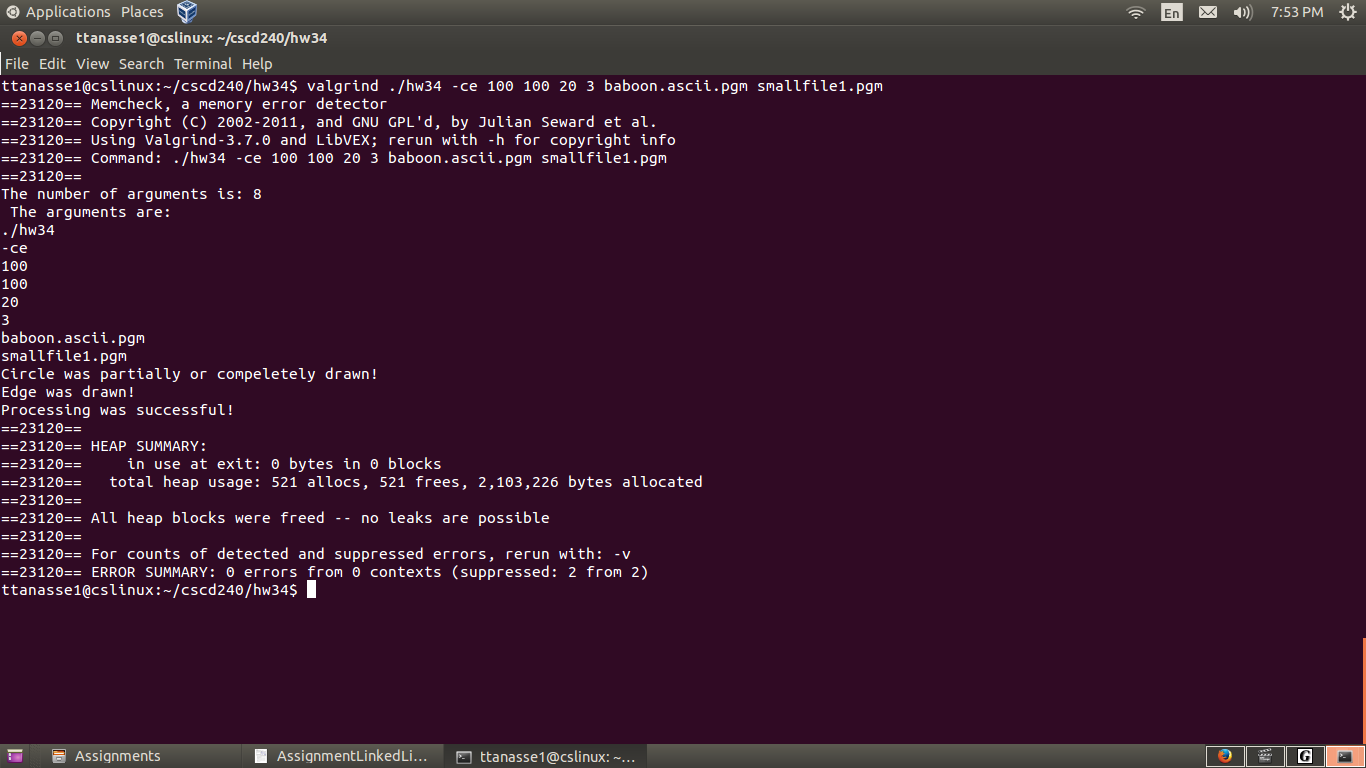 Applications Places En 7:53 PM
ttanasse1@cslinux: ~/cscd240/hw34
File Edit View Search Terminal Help
ttanasse1@cslinux:~/cscd240/hw34$ valgrind ./hw34 -ce 100 100 20 3 baboon.ascii.pgm smallfile1.pgm
==23120== Memcheck, a memory error detector
==23120== Copyright (C) 2002-2011, and GNU GPL'd, by Julian Seward et al.
==23120== Using Valgrind-3.7.0 and LibVEX; rerun with -h for copyright info
==23120== Command: ./hw34 -ce 100 100 20 3 baboon.ascii.pgm smallfile1.pgm
==23120==
The number of arguments is: 8
 The arguments are:
./hw34
-ce
100
100
20
3
baboon.ascii.pgm
smallfile1.pgm
Circle was partially or compeletely drawn!
Edge was drawn!
Processing was successful!
==23120==
==23120== HEAP SUMMARY:
==23120==     in use at exit: 0 bytes in 0 blocks
==23120==   total heap usage: 521 allocs, 521 frees, 2,103,226 bytes allocated
==23120==
==23120== All heap blocks were freed -- no leaks are possible
==23120==
==23120== For counts of detected and suppressed errors, rerun with: -v
==23120== ERROR SUMMARY: 0 errors from 0 contexts (suppressed: 2 from 2)
ttanasse1@cslinux:~/cscd240/hw34$
Assignments AssignmentLinkedLi... ttanasse1@cslinux: ~... G